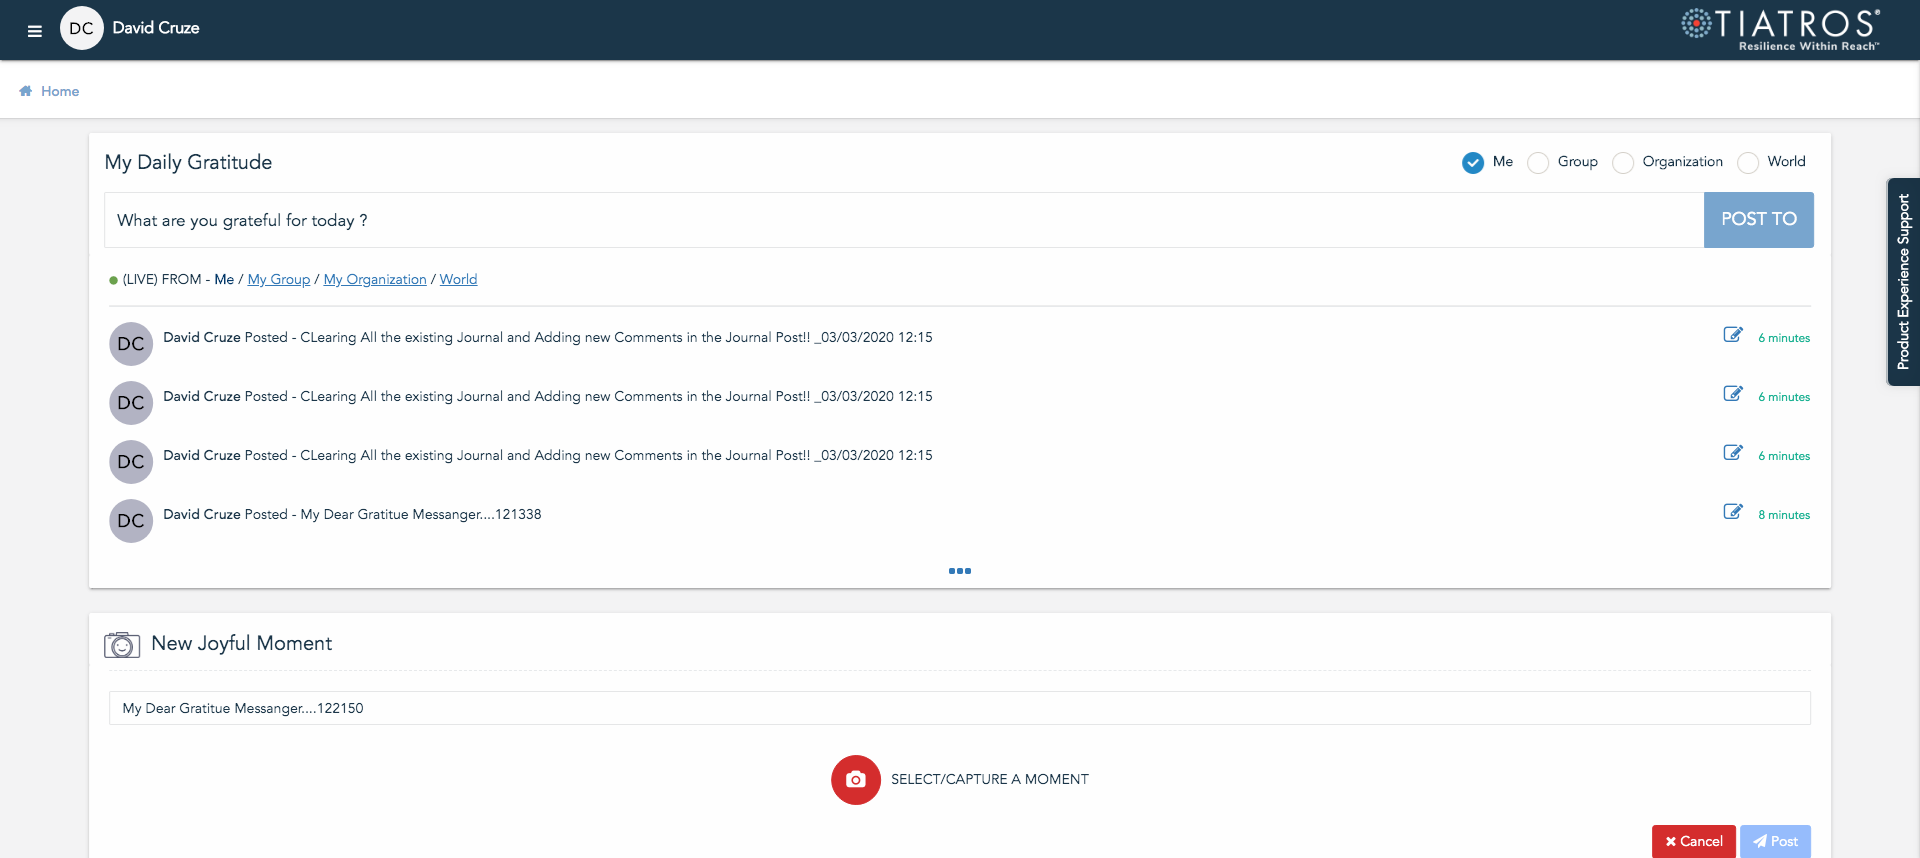 DC David Cruze
TIATROS®
Resilience Within Reach™
Home
My Daily Gratitude
Me Group Organization World
What are you grateful for today ?
POST TO
(LIVE) FROM - Me / My Group / My Organization / World
DC David Cruze Posted - CLearing All the existing Journal and Adding new Comments in the Journal Post!! _03/03/2020 12:15 6 minutes
DC David Cruze Posted - CLearing All the existing Journal and Adding new Comments in the Journal Post!! _03/03/2020 12:15 6 minutes
DC David Cruze Posted - CLearing All the existing Journal and Adding new Comments in the Journal Post!! _03/03/2020 12:15 6 minutes
DC David Cruze Posted - My Dear Gratitue Messanger....121338 8 minutes
New Joyful Moment
My Dear Gratitue Messanger....122150
SELECT/CAPTURE A MOMENT
Cancel Post
Product Experience Support